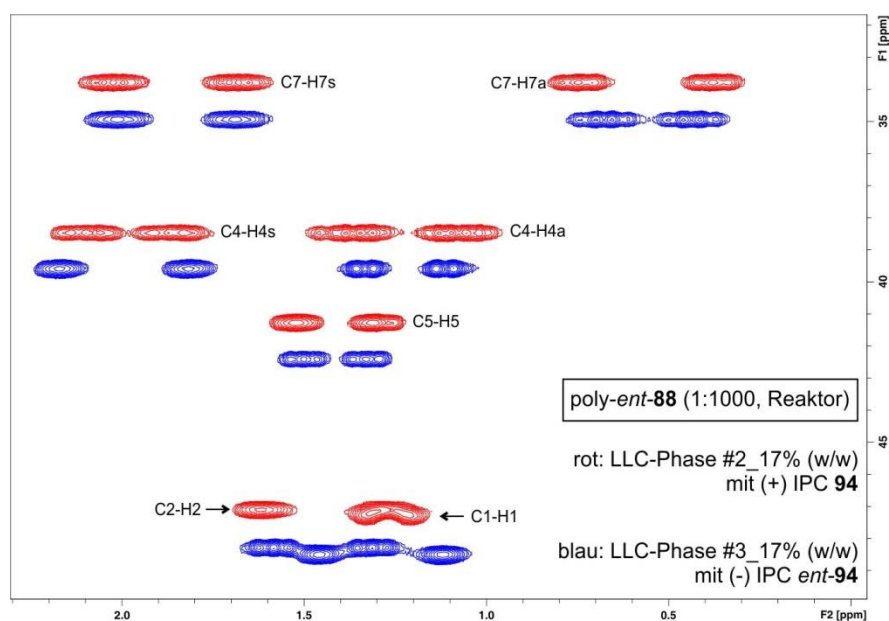 C7-H7s
C7-H7a
C4-H4s
C4-H4a
C5-H5
C2-H2
C1-H1
poly-ent-88 (1:1000, Reaktor)
rot: LLC-Phase #2_17% (w/w)
mit (+) IPC 94
blau: LLC-Phase #3_17% (w/w)
mit (-) IPC ent-94
F1 [ppm]
35
40
45
2.0 1.5 1.0 0.5 F2 [ppm]